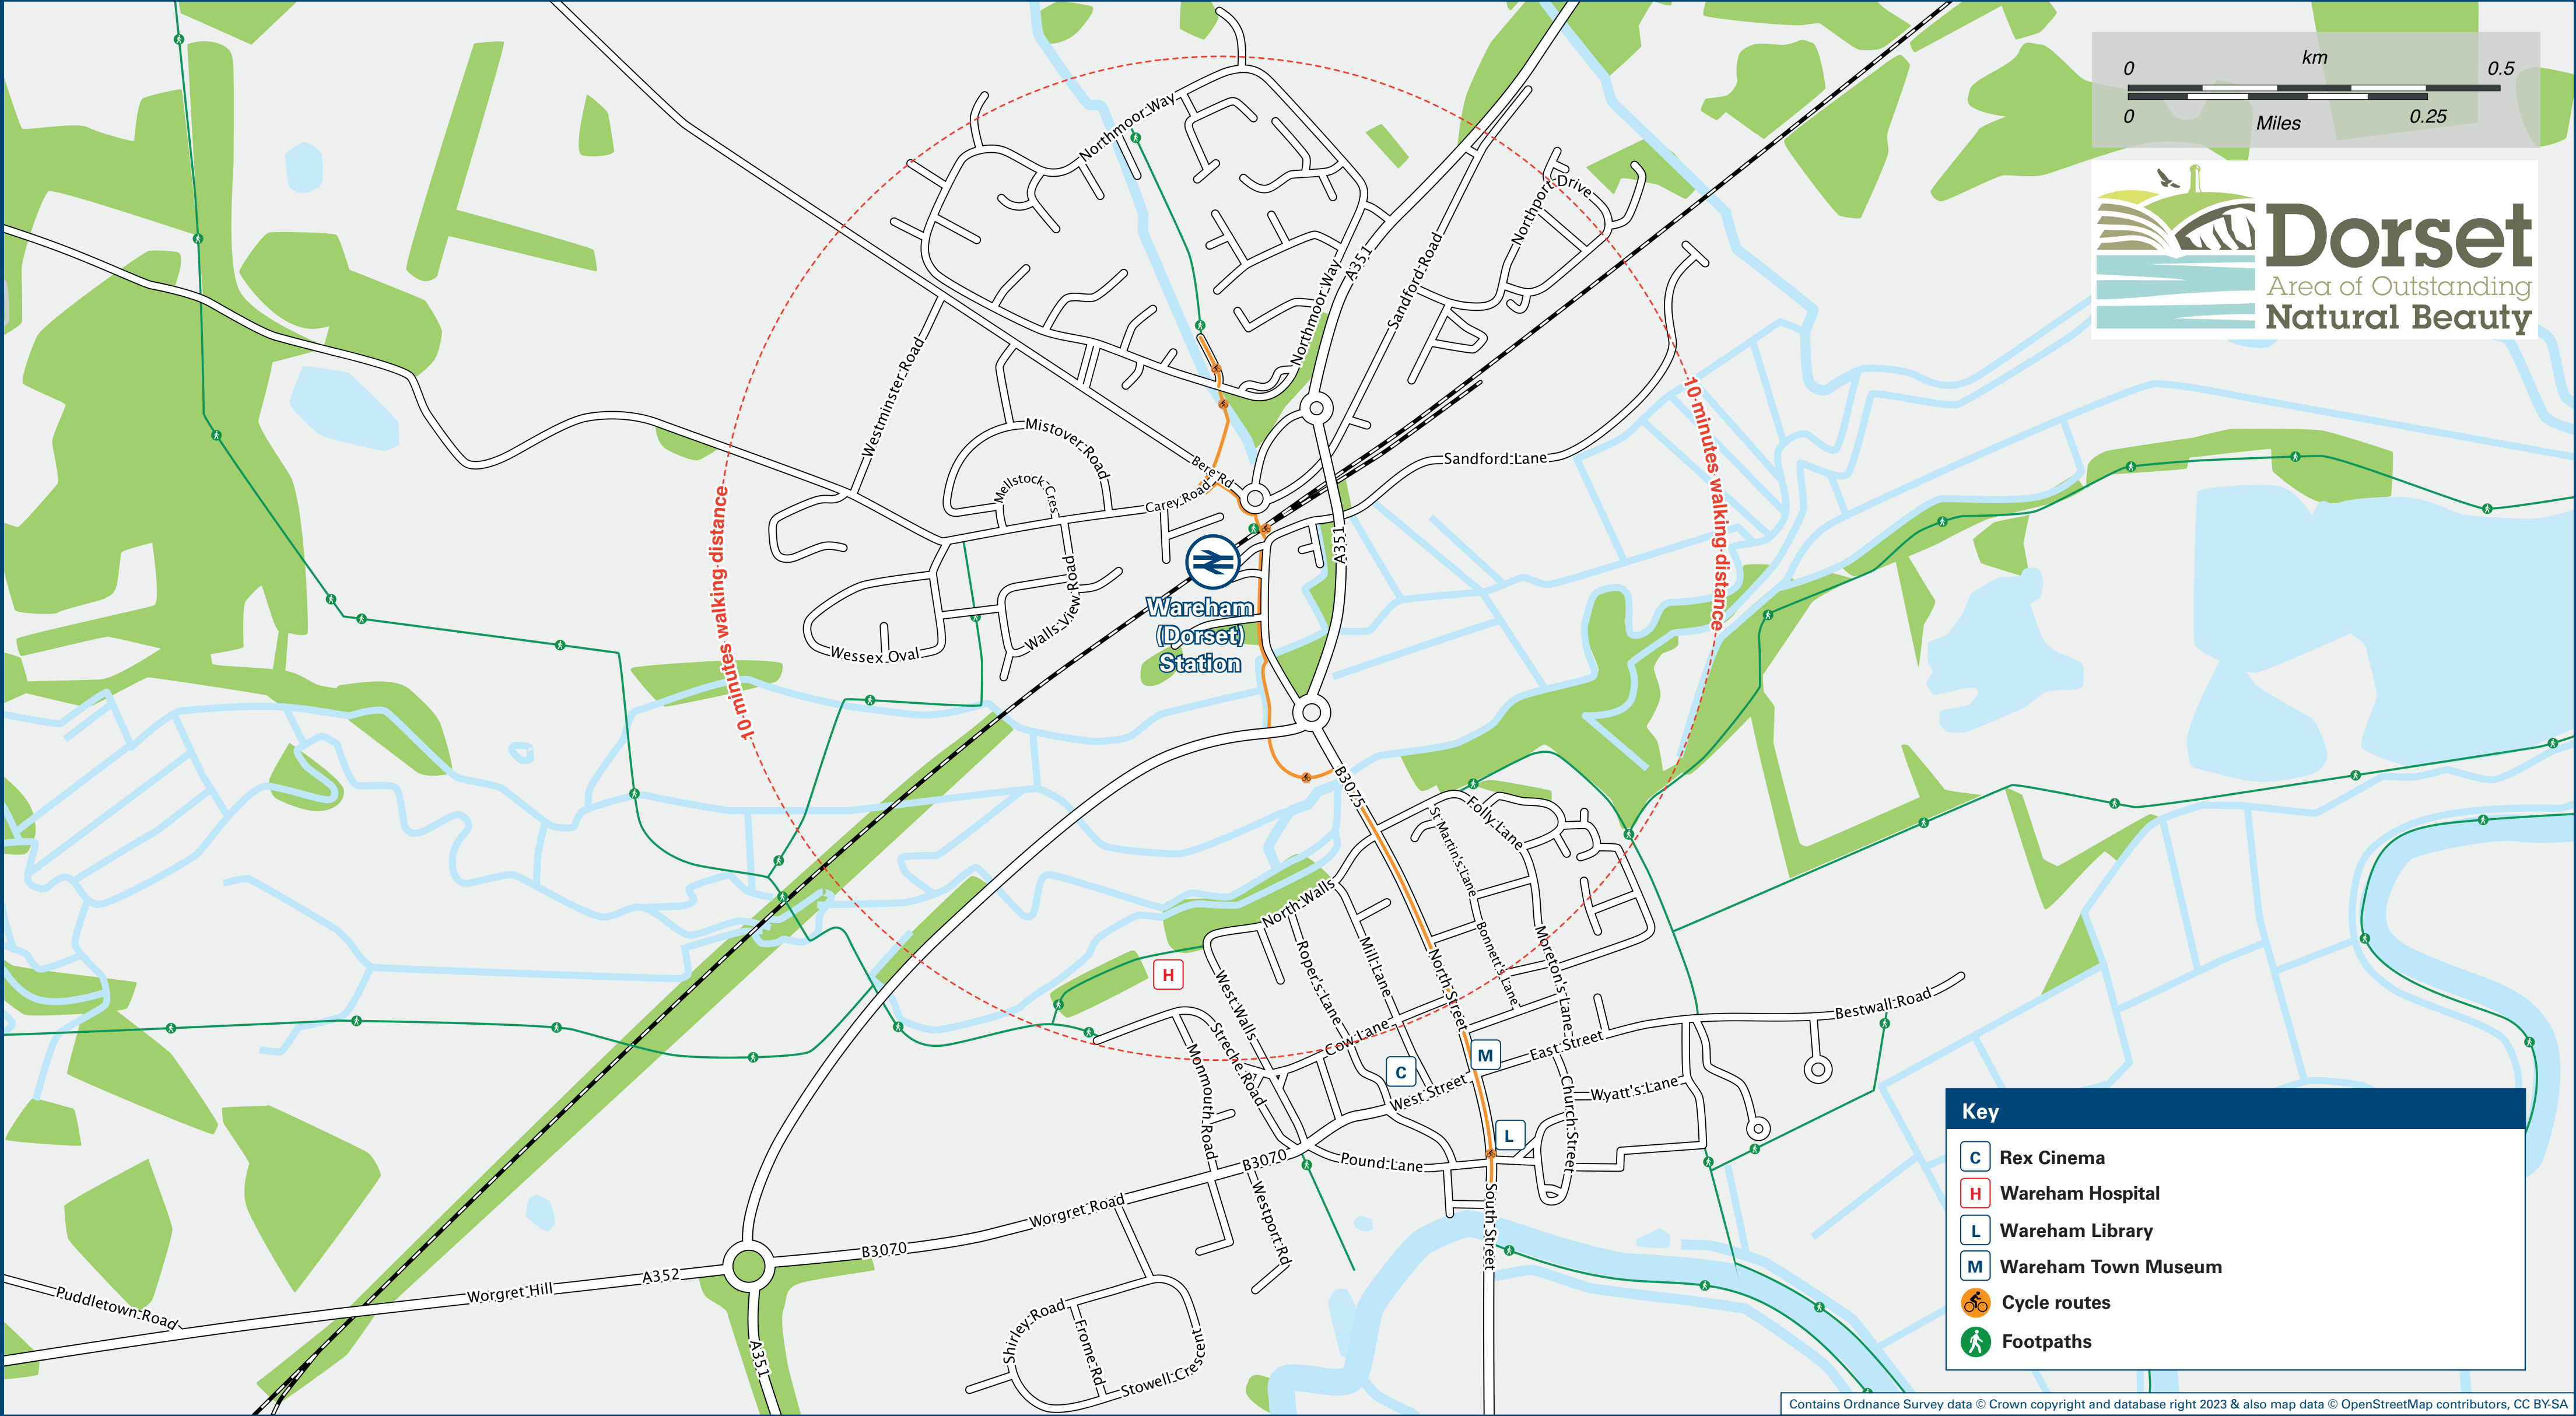 km
0
0.5
0
Miles
0.25
Dorset
Area of Outstanding
Natural Beauty
Northmoor Way
Northport Drive
A351
Sandford Road
Northmoor Way
Westminster Road
10 minutes walking distance
Mistover Road
Bere Rd
Sandford Lane
Mellstock Cres
Carey Road
A351
10 minutes walking distance
Walls View Road
Wessex Oval
Wareham
(Dorset)
Station
B3075
Folly Lane
St Martin's Lane
North Walls
Roper's Lane
Mill Lane
North Street
Bonnett's Lane
Moreton's Lane
H
West Walls
Bestwall Road
Streche Road
Cow Lane
East Street
M
C
Monmouth Road
West Street
Wyatt's Lane
Church Street
L
B3070
Pound Lane
Westport Rd
South Street
Worgret Road
B3070
A352
Worgret Hill
Puddletown Road
A351
Shirley Road
Frome Rd
Stowell Crescent
Key
C Rex Cinema
H Wareham Hospital
L Wareham Library
M Wareham Town Museum
Cycle routes
Footpaths
Contains Ordnance Survey data © Crown copyright and database right 2023 & also map data © OpenStreetMap contributors, CC BY-SA